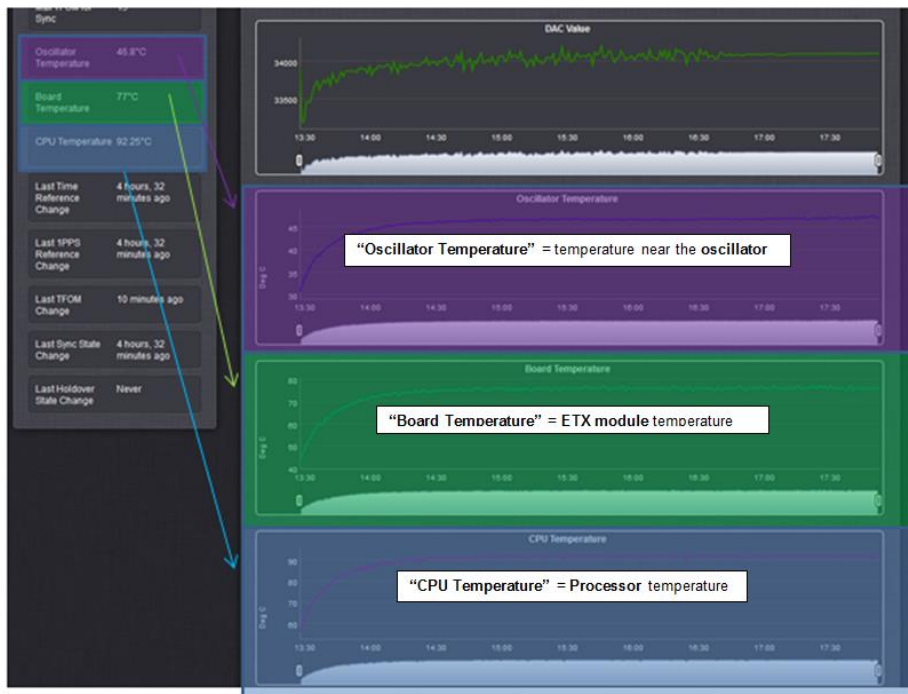 Max TFOM for 15
Sync
Oscillator 46.8°C
Temperature
Board 77°C
Temperature
CPU Temperature 92.25°C
Last Time 4 hours, 32
Reference minutes ago
Change
Last 1PPS 4 hours, 32
Reference minutes ago
Change
Last TFOM 10 minutes ago
Change
Last Sync State 4 hours, 32
Change minutes ago
Last Holdover Never
State Change
DAC Value
34000
33500
13:30 14:00 14:30 15:00 15:30 16:00 16:30 17:00 17:30
Oscillator Temperature
45
40
35
30
Deg C
“Oscillator Temperature” = temperature near the oscillator
13:30 14:00 14:30 15:00 15:30 16:00 16:30 17:00 17:30
Board Temperature
80
70
60
50
40
Deg C
“Board Temperature” = ETX module temperature
13:30 14:00 14:30 15:00 15:30 16:00 16:30 17:00 17:30
CPU Temperature
90
80
70
60
Deg C
“CPU Temperature” = Processor temperature
13:30 14:00 14:30 15:00 15:30 16:00 16:30 17:00 17:30